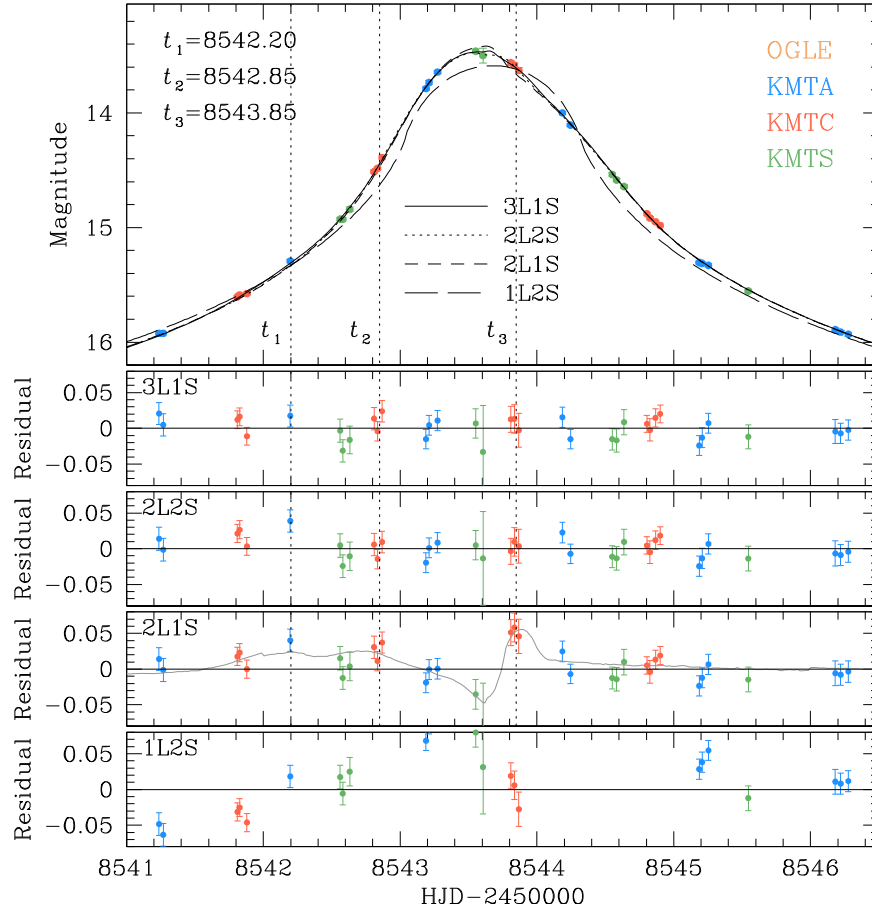 t1=8542.20
t2=8542.85
t3=8543.85
OGLE
KMTA
KMTC
KMTS
Magnitude
14
15
16
3L1S
2L2S
2L1S
1L2S
t1
t2
t3
3L1S
Residual
0.05
0
−0.05
2L2S
Residual
0.05
0
−0.05
2L1S
Residual
0.05
0
−0.05
1L2S
Residual
0.05
0
−0.05
8541 8542 8543 8544 8545 8546
HJD−2450000